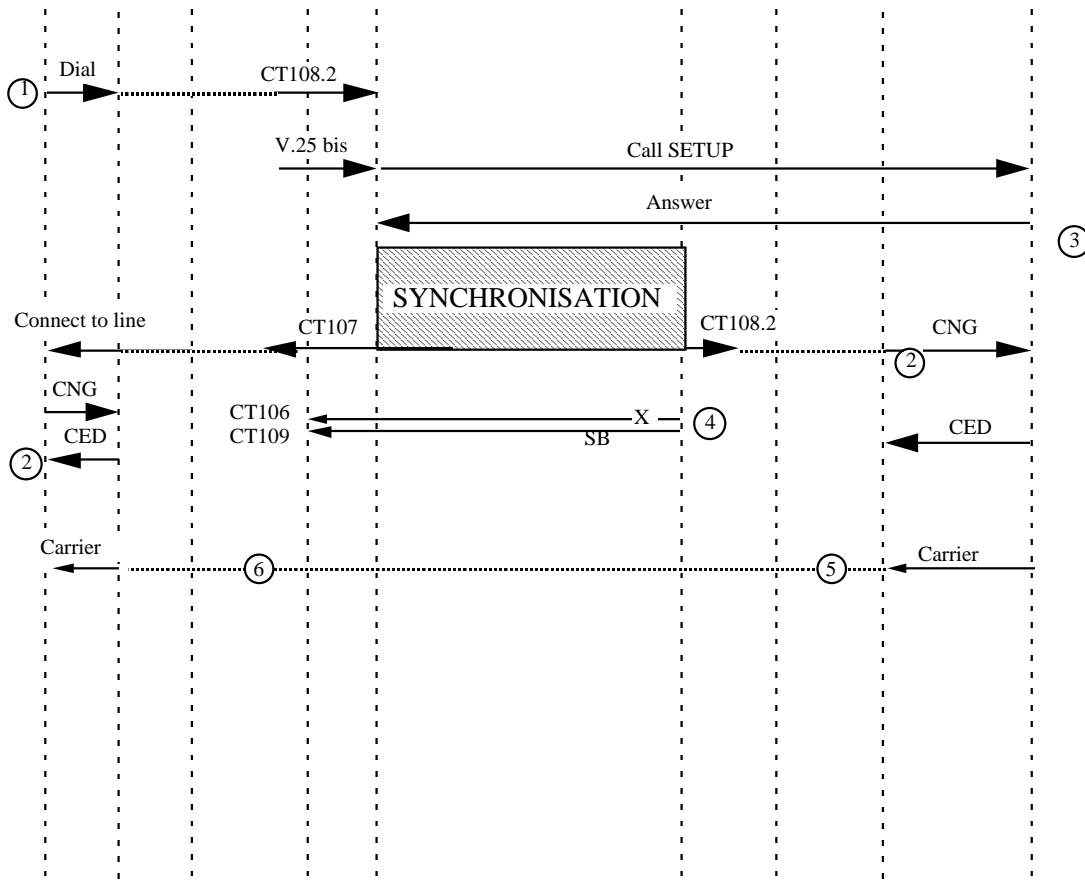 Dial
CT108.2
1
V.25 bis
Call SETUP
Answer
3
SYNCHRONISATION
Connect to line
CT107
CT108.2
CNG
2
CNG
CT106
X
4
CT109
SB
CED
CED
2
Carrier
6
5
Carrier